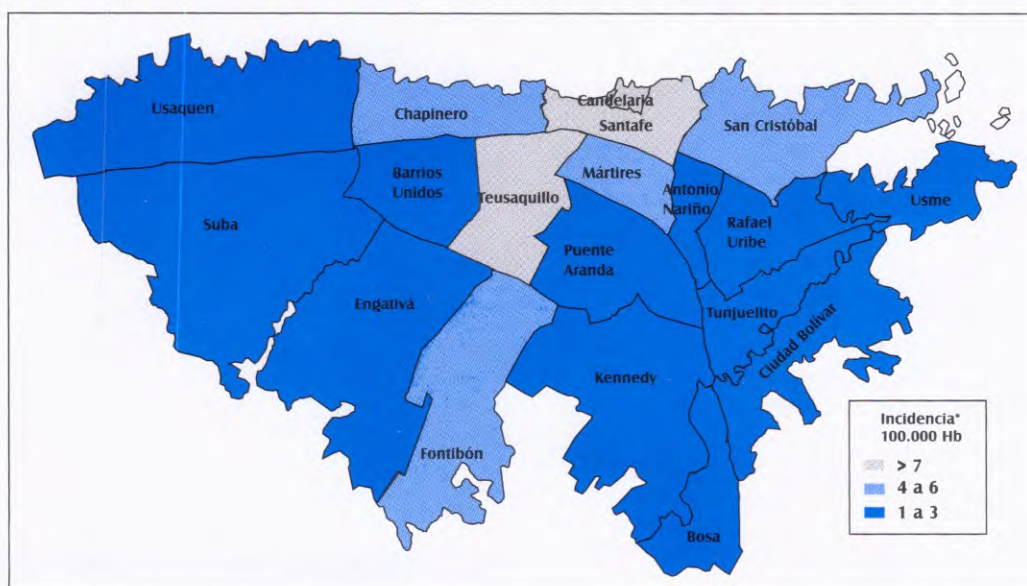 Usaquen
Chapinero
Candelaria
Santafe
San Cristóbal
Barrios
Unidos
Teusaquillo
Mártires
Antonio
Nariño
Rafael
Uribe
Usme
Suba
Puente
Aranda
Engativá
Tunjuelito
Ciudad Bolívar
Kennedy
Fontibón
Bosa
Incidencia*
100.000 Hb
> 7
4 a 6
1 a 3